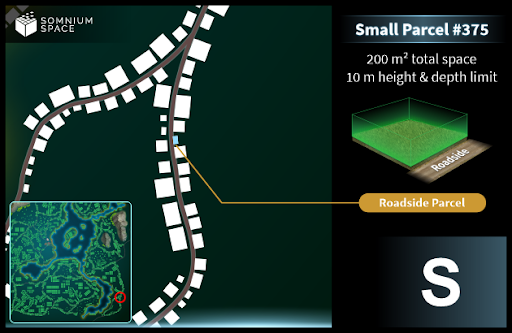 SOMNIUM
SPACE
Small Parcel #375
200 m² total space
10 m height & depth limit
Roadside
Roadside Parcel
S